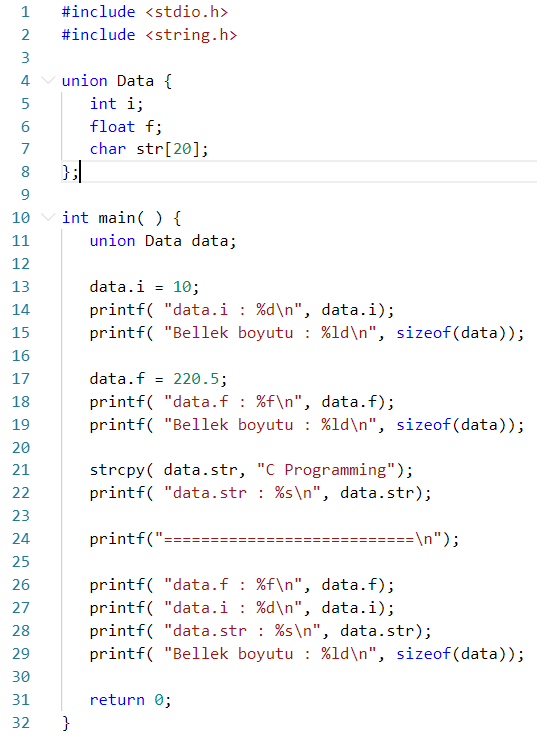 1 #include <stdio.h>
2 #include <string.h>
3
4 union Data {
5    int i;
6    float f;
7    char str[20];
8 };
9
10 int main( ) {
11    union Data data;
12
13    data.i = 10;
14    printf( "data.i : %d\n", data.i);
15    printf( "Bellek boyutu : %ld\n", sizeof(data));
16
17    data.f = 220.5;
18    printf( "data.f : %f\n", data.f);
19    printf( "Bellek boyutu : %ld\n", sizeof(data));
20
21    strcpy( data.str, "C Programming");
22    printf( "data.str : %s\n", data.str);
23
24    printf("===========================\n");
25
26    printf( "data.f : %f\n", data.f);
27    printf( "data.i : %d\n", data.i);
28    printf( "data.str : %s\n", data.str);
29    printf( "Bellek boyutu : %ld\n", sizeof(data));
30
31    return 0;
32 }